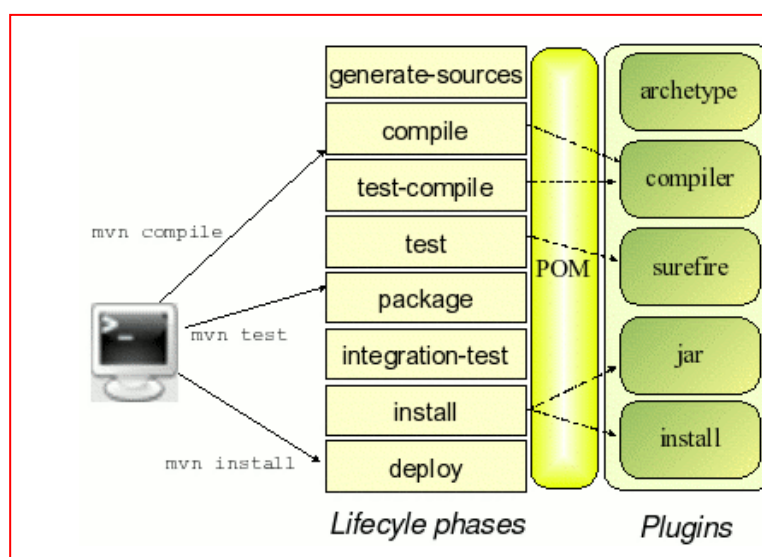 generate-sources
compile
test-compile
test
package
integration-test
install
deploy
Lifecyle phases
mvn compile
mvn test
mvn install
>_
POM
archetype
compiler
surefire
jar
install
Plugins